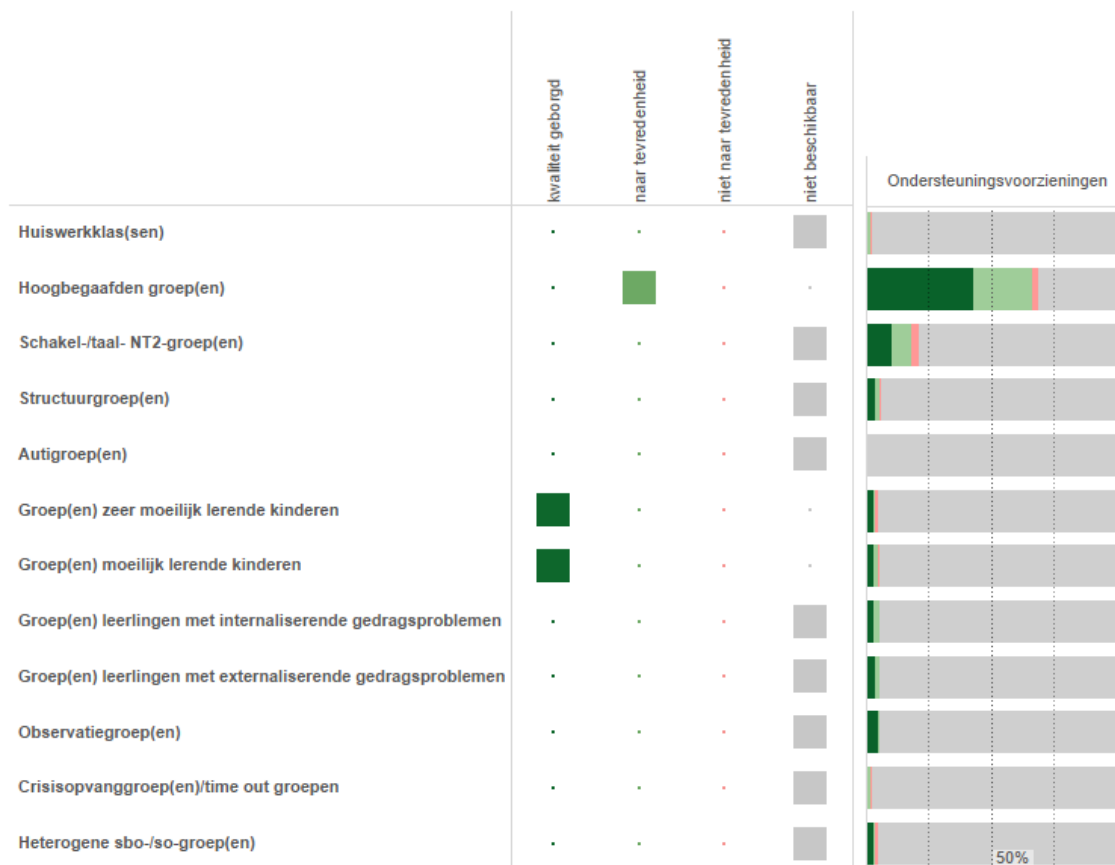 kwaliteit geborgd
naar tevredenheid
niet naar tevredenheid
niet beschikbaar
Ondersteuningsvoorzieningen
Huiswerkklas(sen)
Hoogbegaafden groep(en)
Schakel-/taal- NT2-groep(en)
Structuurgroep(en)
Autigroep(en)
Groep(en) zeer moeilijk lerende kinderen
Groep(en) moeilijk lerende kinderen
Groep(en) leerlingen met internaliserende gedragsproblemen
Groep(en) leerlingen met externaliserende gedragsproblemen
Observatiegroep(en)
Crisisopvanggroep(en)/time out groepen
Heterogene sbo-/so-groep(en)
50%